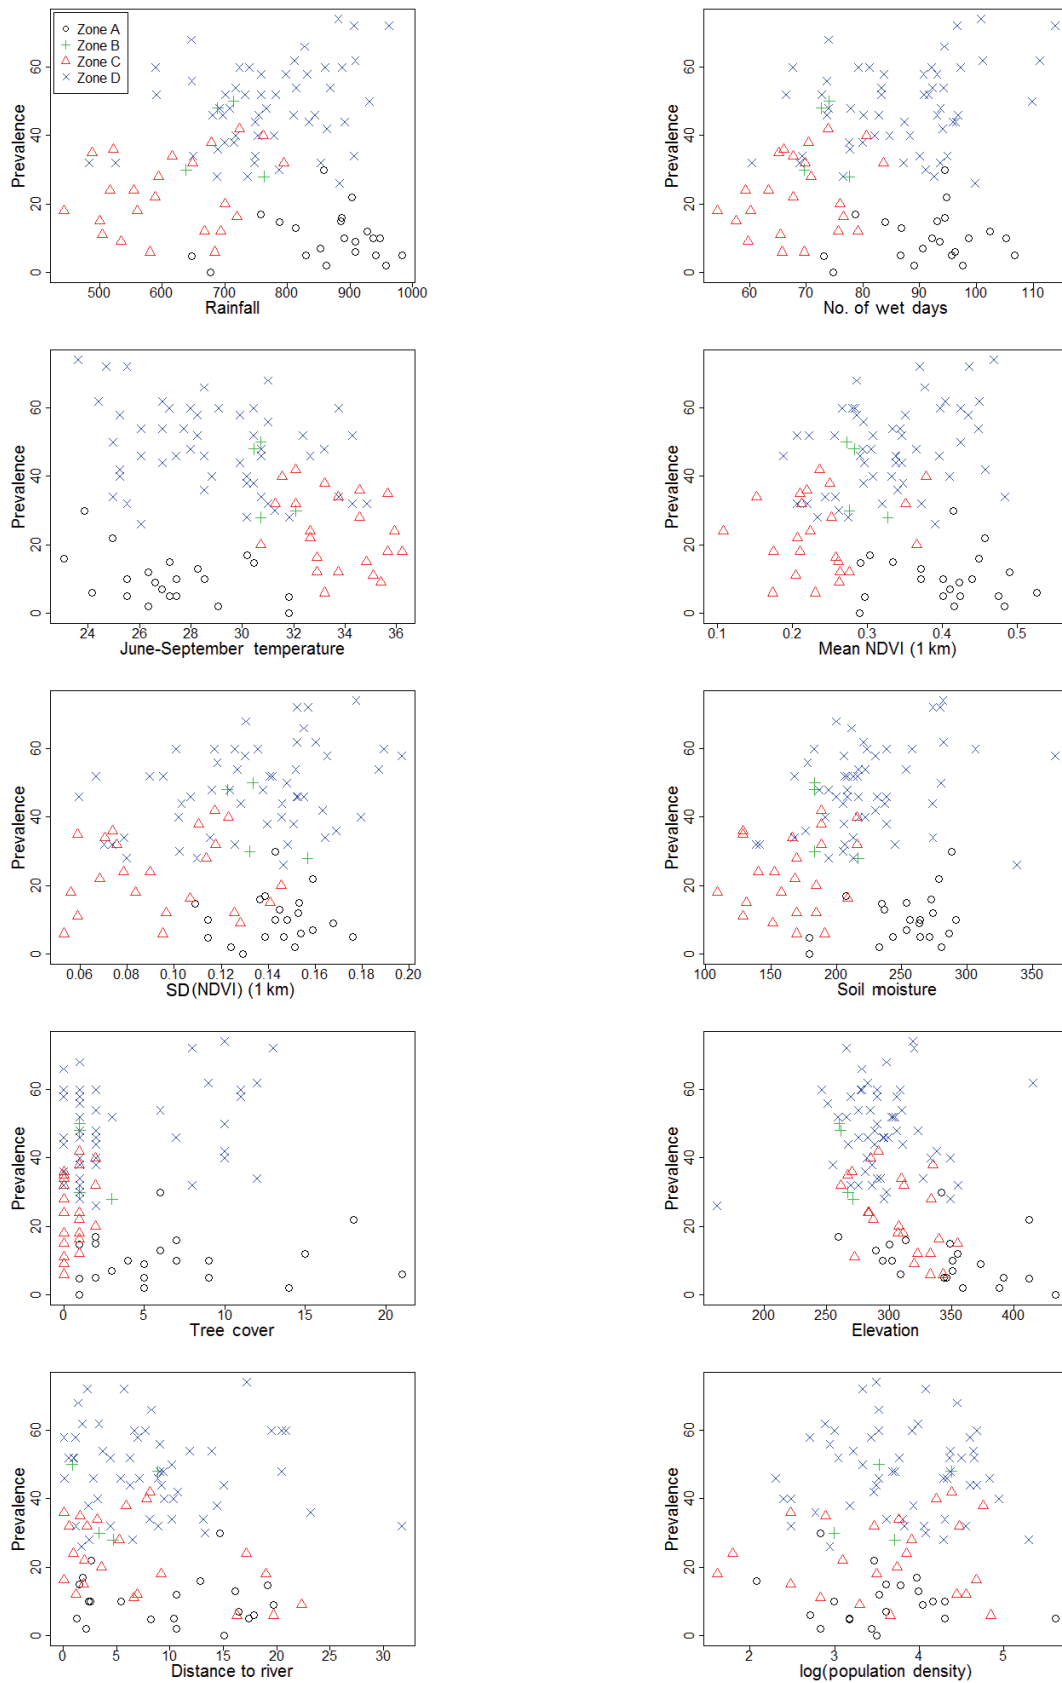 Zone A
Zone B
Zone C
Zone D
Prevalence
0 20 40 60
500 600 700 800 900 1000
Rainfall
Prevalence
0 20 40 60
60 70 80 90 100 110
No. of wet days
Prevalence
0 20 40 60
24 26 28 30 32 34 36
June-September temperature
Prevalence
0 20 40 60
0.1 0.2 0.3 0.4 0.5
Mean NDVI (1 km)
Prevalence
0 20 40 60
0.06 0.08 0.10 0.12 0.14 0.16 0.18 0.20
SD(NDVI) (1 km)
Prevalence
0 20 40 60
100 150 200 250 300 350
Soil moisture
Prevalence
0 20 40 60
0 5 10 15 20
Tree cover
Prevalence
0 20 40 60
200 250 300 350 400
Elevation
Prevalence
0 20 40 60
0 5 10 15 20 25 30
Distance to river
Prevalence
0 20 40 60
2 3 4 5
log(population density)